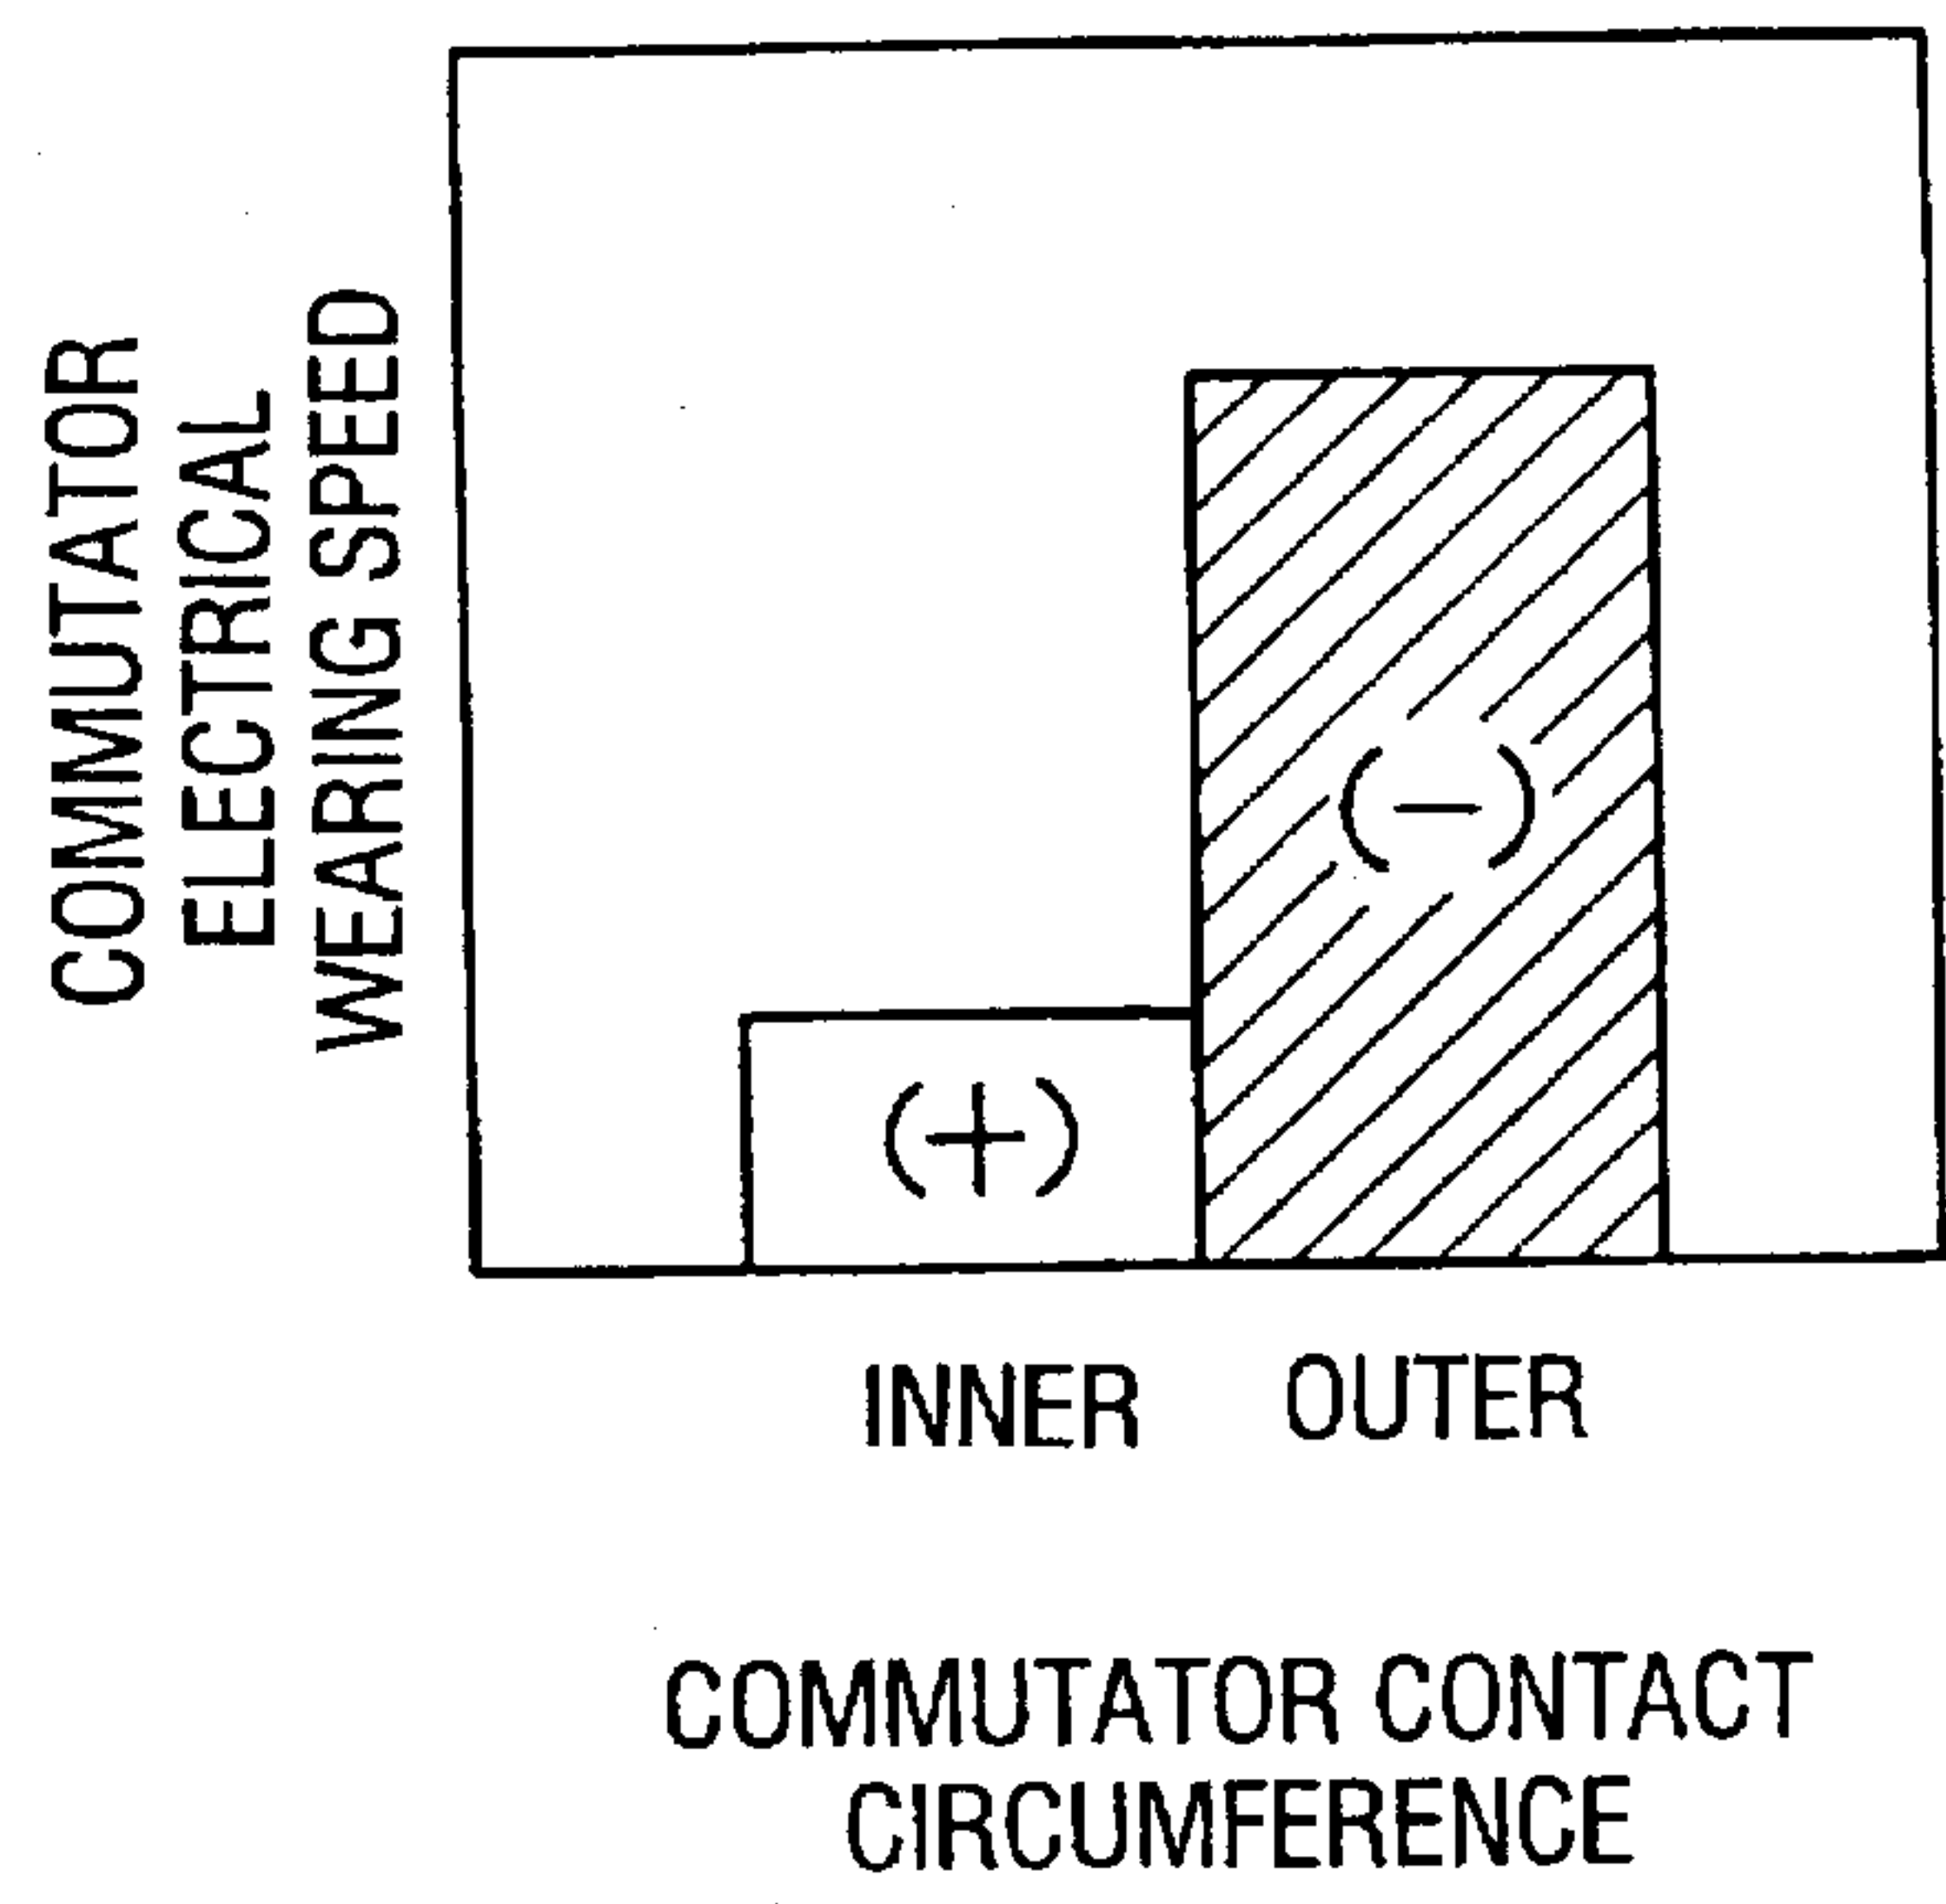 COMMUTATOR
ELECTRICAL
WEARING SPEED
(−)
(+)
INNER OUTER
COMMUTATOR CONTACT
CIRCUMFERENCE